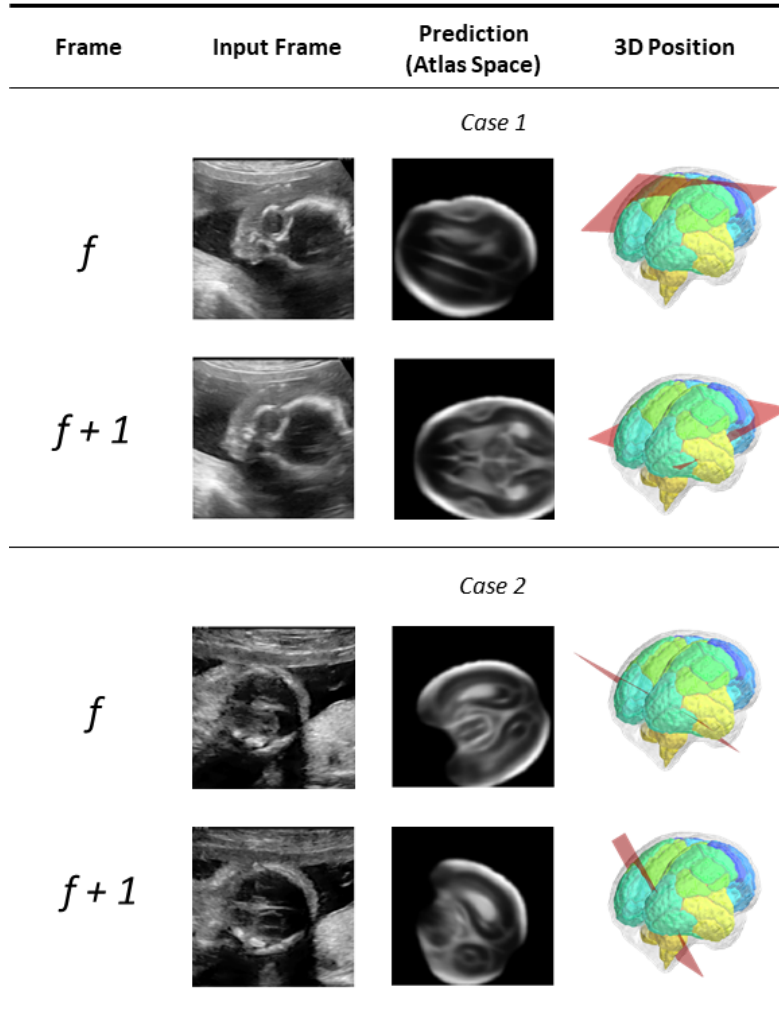 Frame
Input Frame
Prediction
(Atlas Space)
3D Position
Case 1
f
f + 1
Case 2
f
f + 1